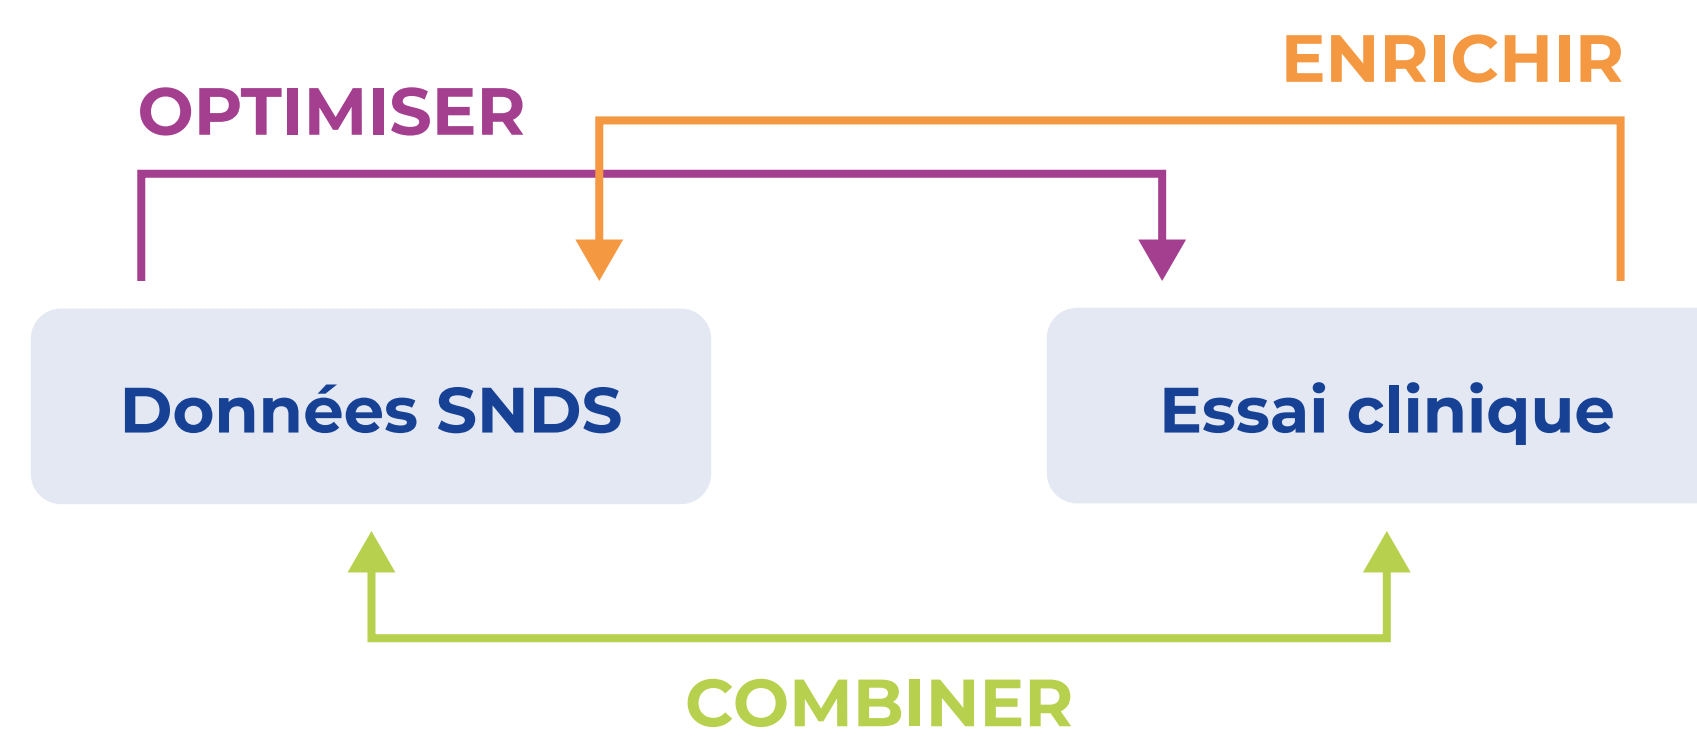 ENRICHIR
OPTIMISER
Données SNDS
Essai clinique
COMBINER